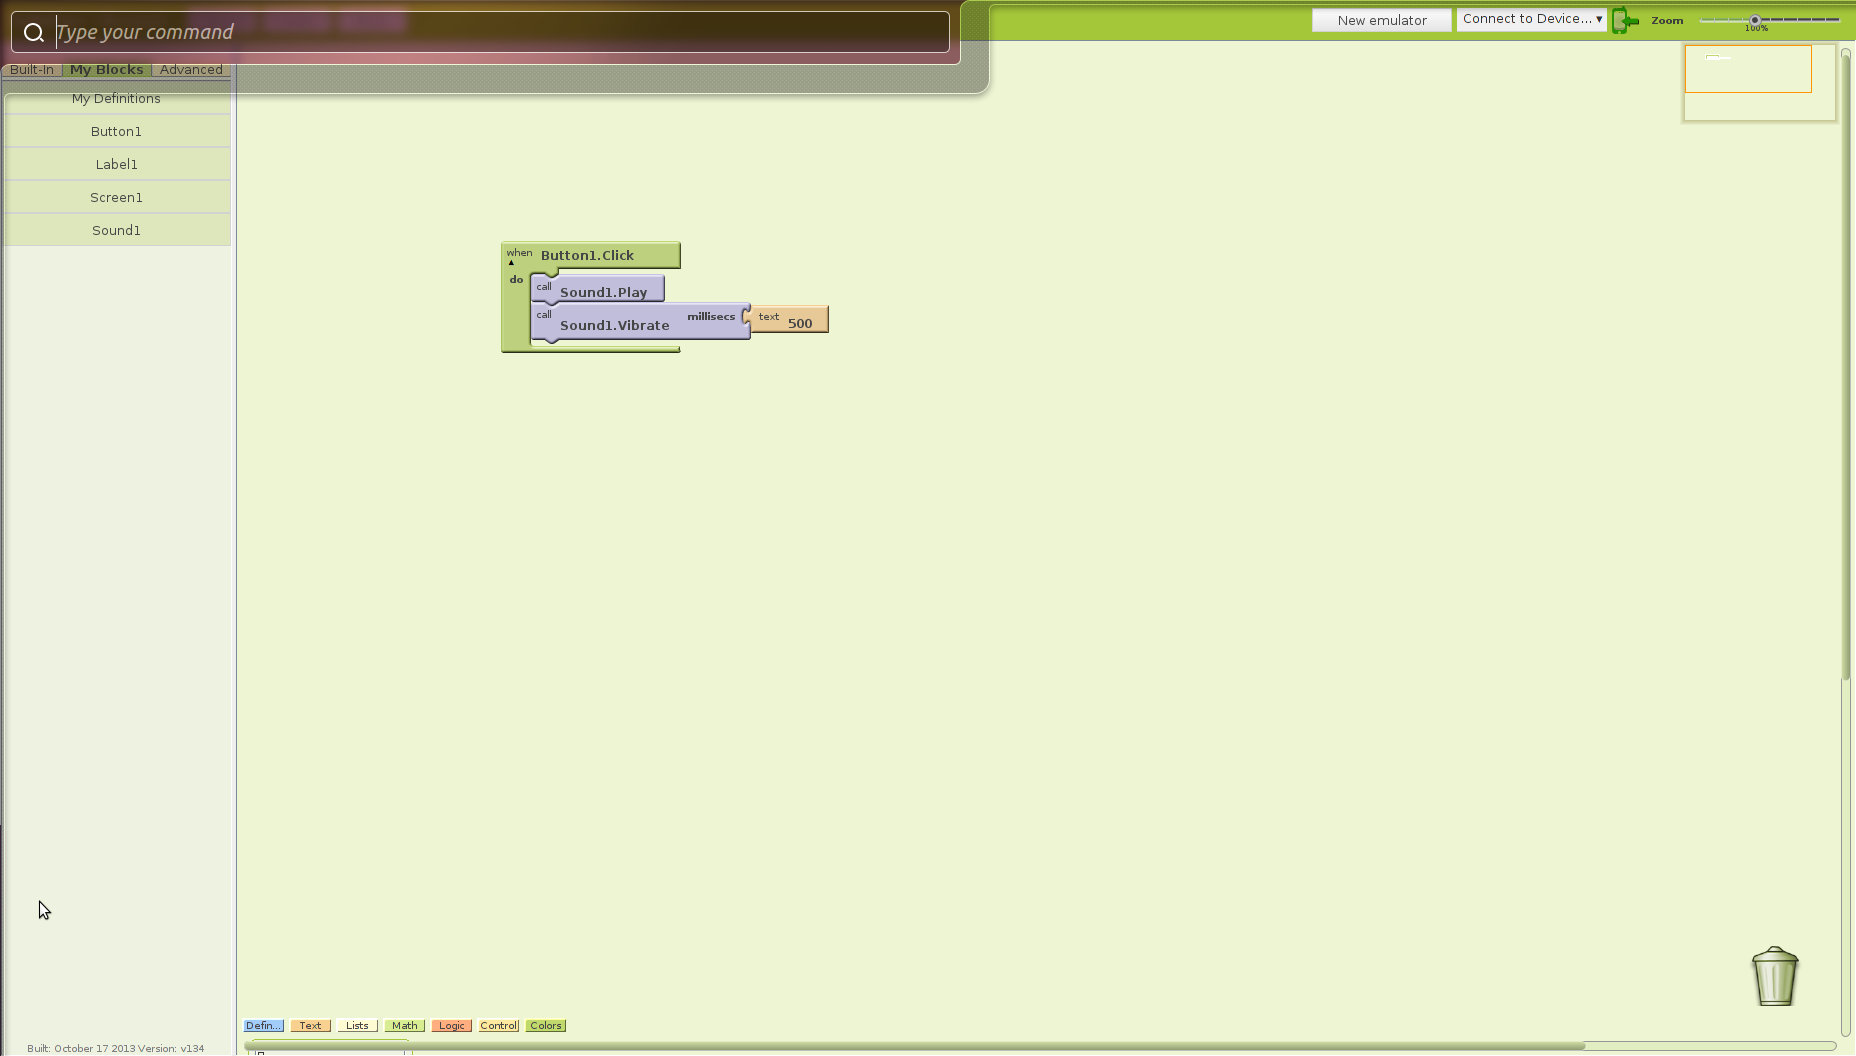 Type your command
New emulator
Connect to Device...
Zoom
100%
Built-In
My Blocks
Advanced
My Definitions
Button1
Label1
Screen1
Sound1
when Button1.Click
do
call Sound1.Play
call Sound1.Vibrate millisecs text 500
Defin...
Text
Lists
Math
Logic
Control
Colors
Built: October 17 2013 Version: v134